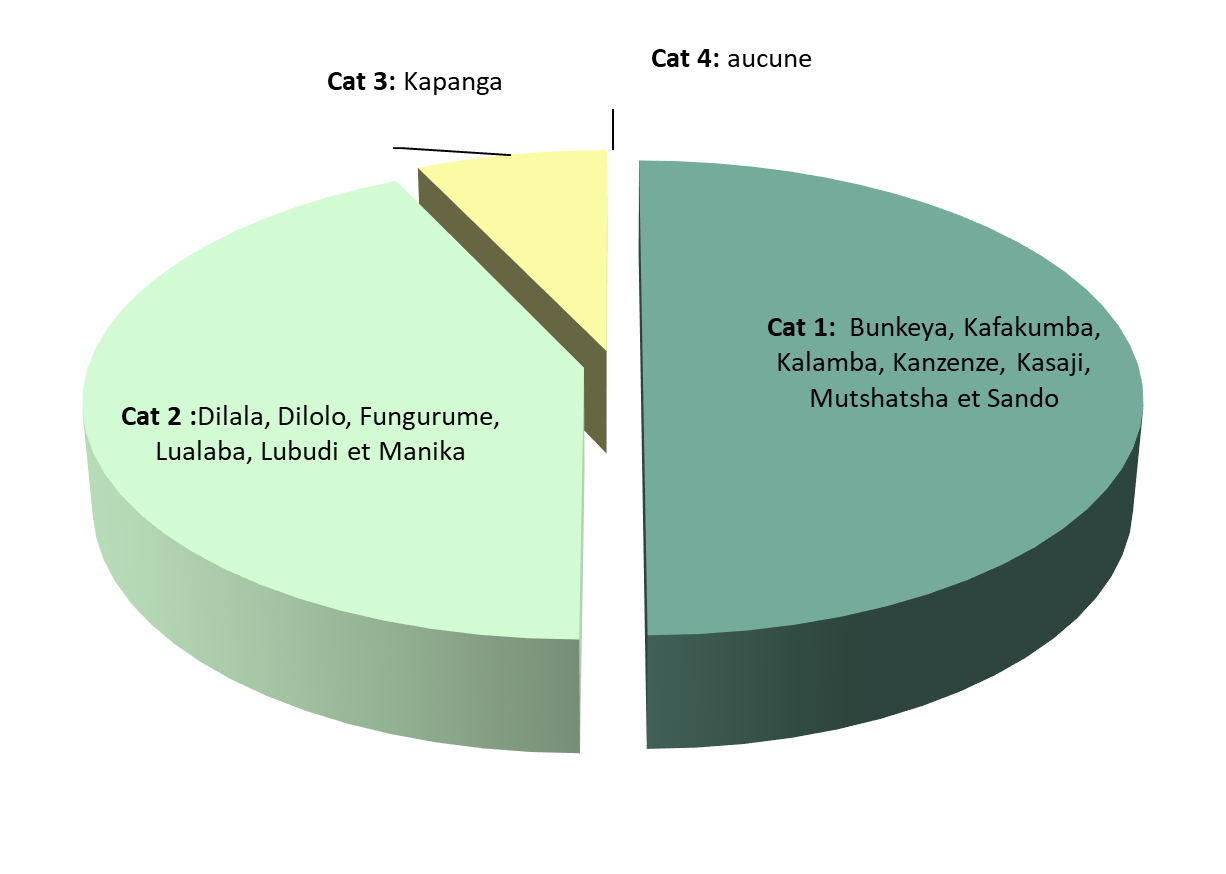 Cat 4: aucune
Cat 3: Kapanga
Cat 1:  Bunkeya, Kafakumba,
Kalamba, Kanzenze, Kasaji,
Mutshatsha et Sando
Cat 2 :Dilala, Dilolo, Fungurume,
Lualaba, Lubudi et Manika